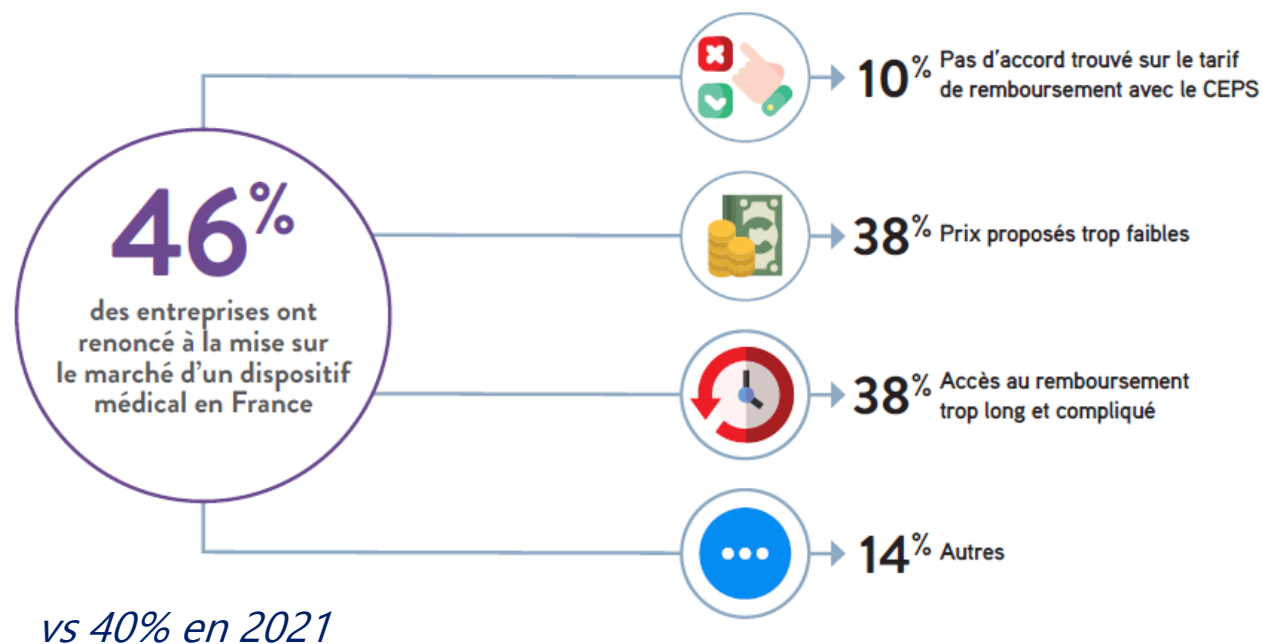 46%
des entreprises ont
renoncé à la mise sur
le marché d'un dispositif
médical en France
10% Pas d'accord trouvé sur le tarif
de remboursement avec le CEPS
38% Prix proposés trop faibles
38% Accès au remboursement
trop long et compliqué
14% Autres
vs 40% en 2021